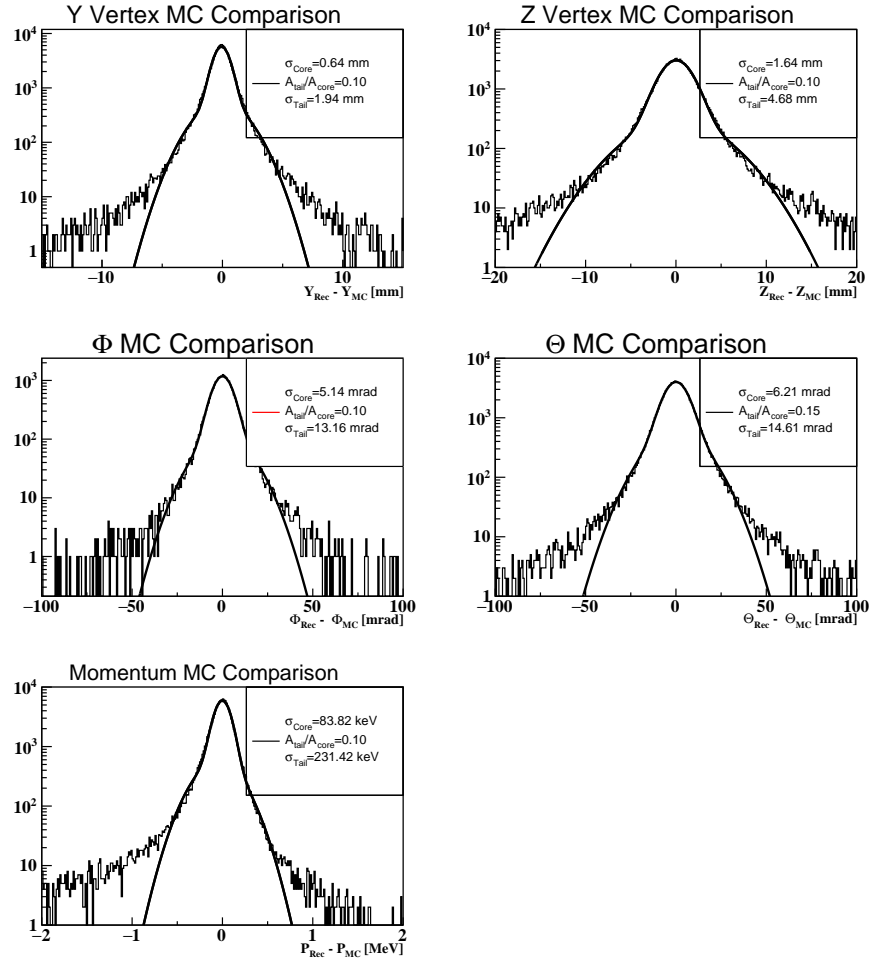 Y Vertex MC Comparison
10⁴
10³
10²
10
1
σCore=0.64 mm
Atail/Acore=0.10
σTail=1.94 mm
−10 0 10
YRec - YMC [mm]
Z Vertex MC Comparison
10⁴
10³
10²
10
1
σCore=1.64 mm
Atail/Acore=0.10
σTail=4.68 mm
−20 −10 0 10 20
ZRec - ZMC [mm]
Φ MC Comparison
10³
10²
10
1
σCore=5.14 mrad
Atail/Acore=0.10
σTail=13.16 mrad
−100 −50 0 50 100
ΦRec - ΦMC [mrad]
Θ MC Comparison
10⁴
10³
10²
10
1
σCore=6.21 mrad
Atail/Acore=0.15
σTail=14.61 mrad
−100 −50 0 50 100
ΘRec - ΘMC [mrad]
Momentum MC Comparison
10⁴
10³
10²
10
1
σCore=83.82 keV
Atail/Acore=0.10
σTail=231.42 keV
−2 −1 0 1 2
PRec - PMC [MeV]